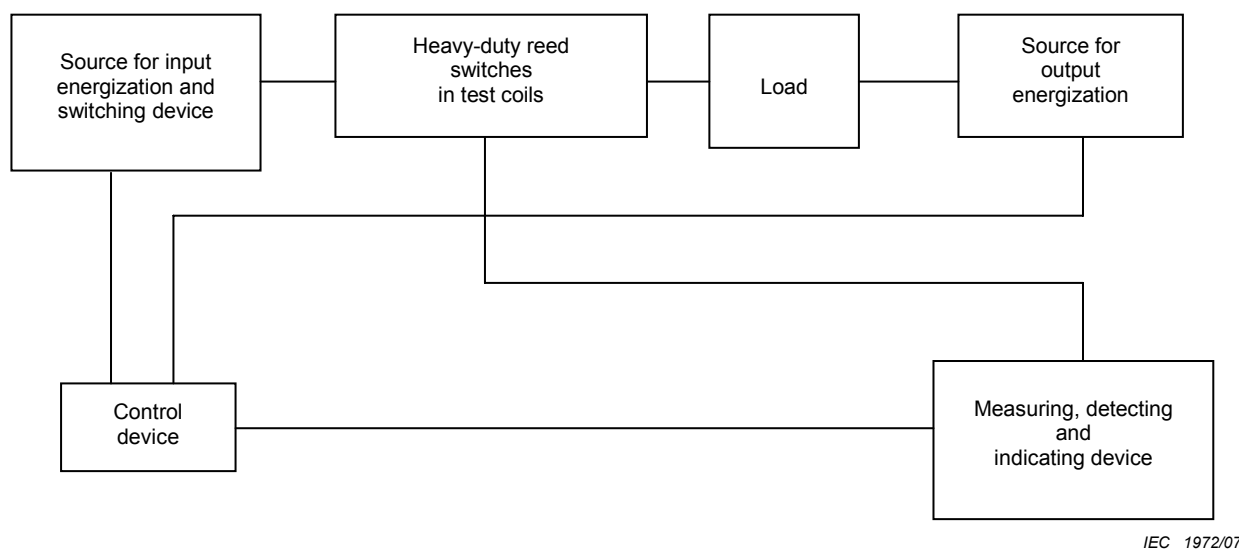 Source for input
energization and
switching device
Heavy-duty reed
switches
in test coils
Load
Source for
output
energization
Control
device
Measuring, detecting
and
indicating device
IEC 1972/07